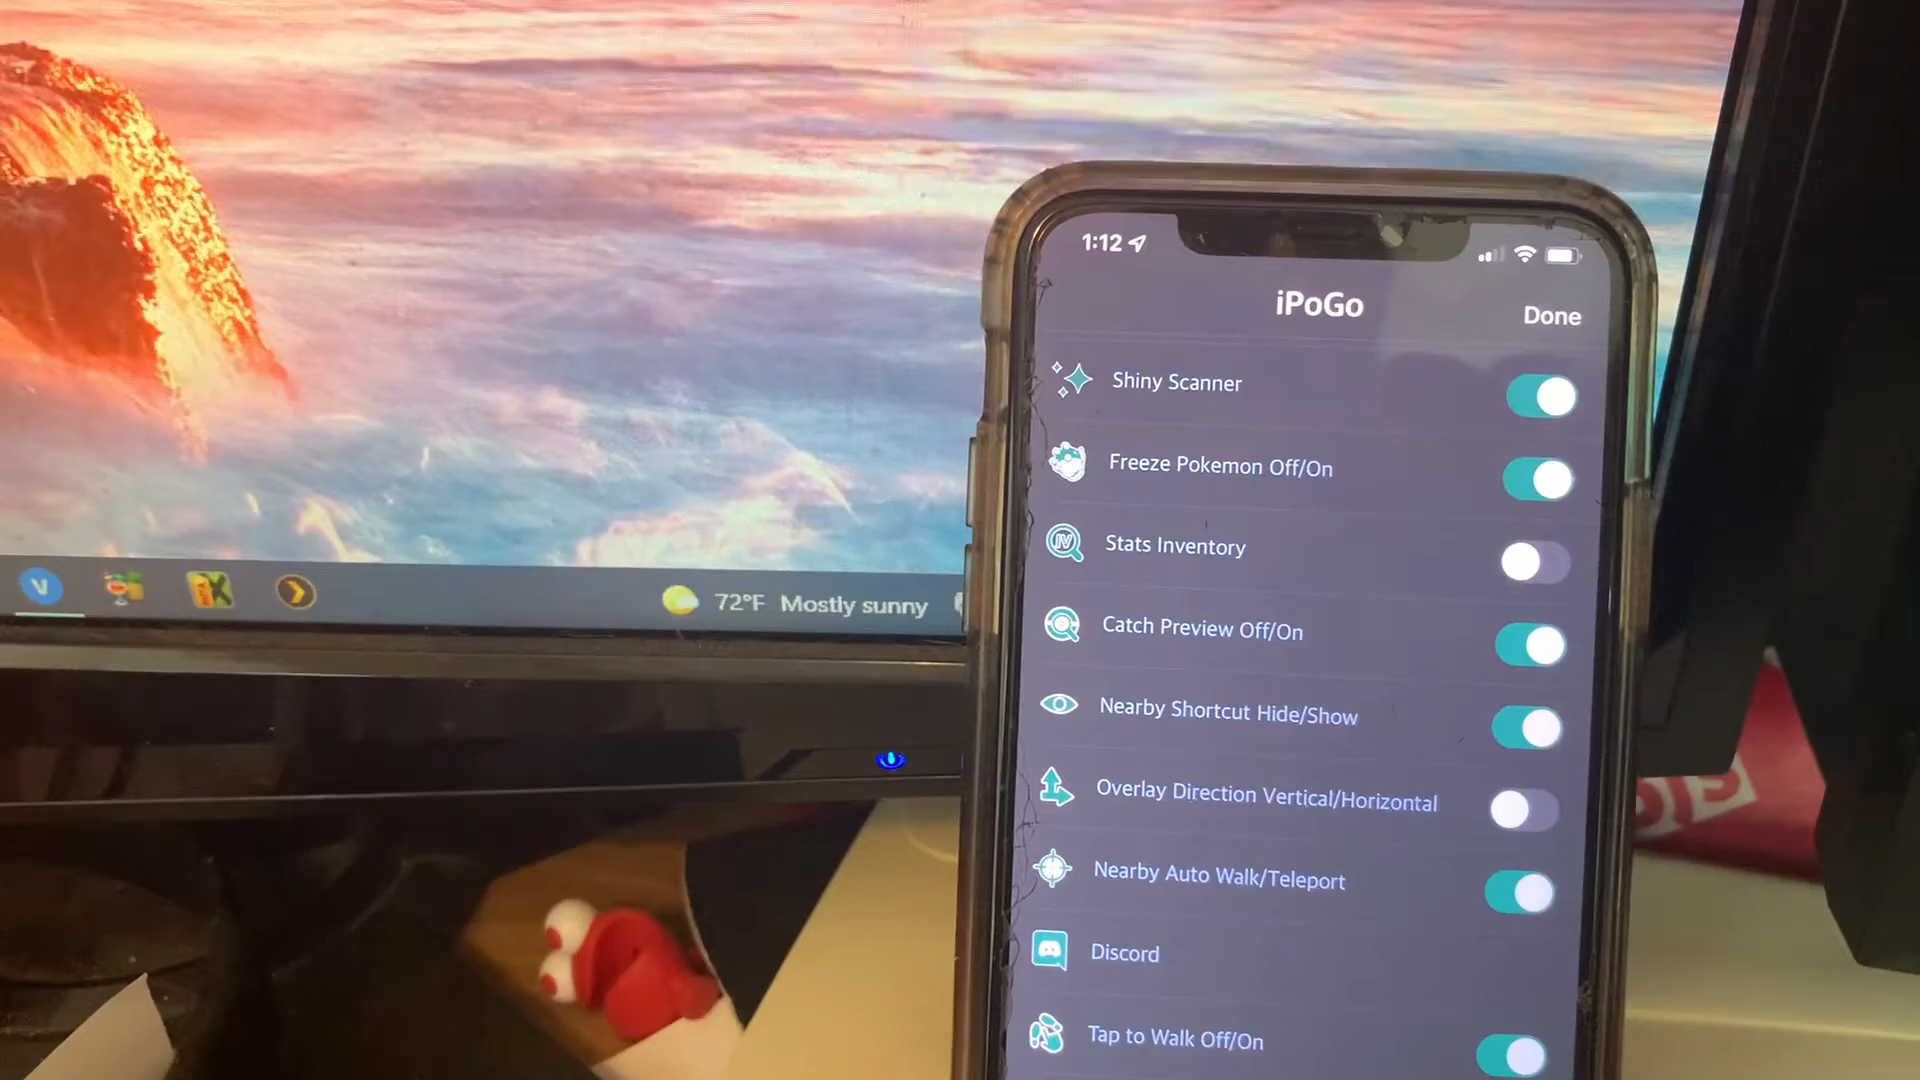 1:12
iPoGo
Done
Shiny Scanner
Freeze Pokemon Off/On
IV
Stats Inventory
Catch Preview Off/On
Nearby Shortcut Hide/Show
Overlay Direction Vertical/Horizontal
Nearby Auto Walk/Teleport
Discord
Tap to Walk Off/On
V
72°F Mostly sunny